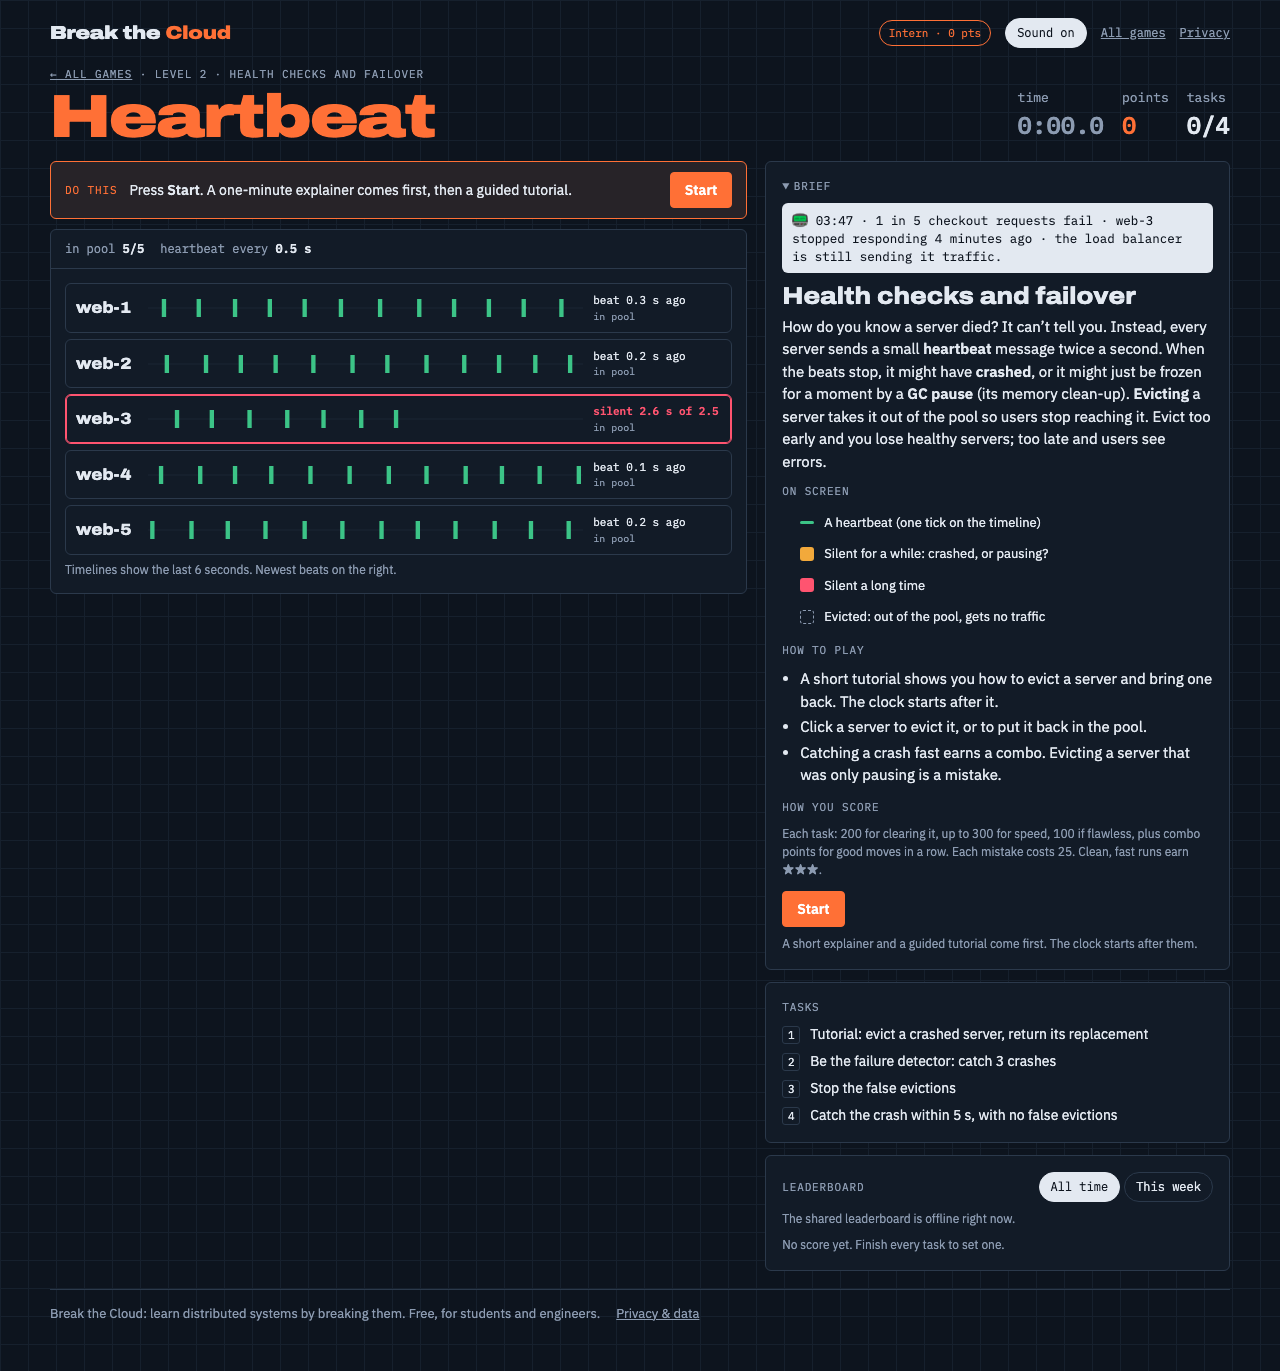 Break the Cloud
Intern · 0 pts
Sound on
All games
Privacy
← ALL GAMES · LEVEL 2 · HEALTH CHECKS AND FAILOVER
Heartbeat
time
0:00.0
points
0
tasks
0/4
DO THIS Press Start. A one-minute explainer comes first, then a guided tutorial.
Start
in pool 5/5 heartbeat every 0.5 s
web-1
beat 0.3 s ago
in pool
web-2
beat 0.2 s ago
in pool
web-3
silent 2.6 s of 2.5
in pool
web-4
beat 0.1 s ago
in pool
web-5
beat 0.2 s ago
in pool
Timelines show the last 6 seconds. Newest beats on the right.
▼ BRIEF
03:47 · 1 in 5 checkout requests fail · web-3
stopped responding 4 minutes ago · the load balancer
is still sending it traffic.
Health checks and failover
How do you know a server died? It can’t tell you. Instead, every
server sends a small heartbeat message twice a second. When
the beats stop, it might have crashed, or it might just be frozen
for a moment by a GC pause (its memory clean-up). Evicting a
server takes it out of the pool so users stop reaching it. Evict too
early and you lose healthy servers; too late and users see
errors.
ON SCREEN
A heartbeat (one tick on the timeline)
Silent for a while: crashed, or pausing?
Silent a long time
Evicted: out of the pool, gets no traffic
HOW TO PLAY
• A short tutorial shows you how to evict a server and bring one
back. The clock starts after it.
• Click a server to evict it, or to put it back in the pool.
• Catching a crash fast earns a combo. Evicting a server that
was only pausing is a mistake.
HOW YOU SCORE
Each task: 200 for clearing it, up to 300 for speed, 100 if flawless, plus combo
points for good moves in a row. Each mistake costs 25. Clean, fast runs earn
★★★.
Start
A short explainer and a guided tutorial come first. The clock starts after them.
TASKS
1 Tutorial: evict a crashed server, return its replacement
2 Be the failure detector: catch 3 crashes
3 Stop the false evictions
4 Catch the crash within 5 s, with no false evictions
LEADERBOARD
All time
This week
The shared leaderboard is offline right now.
No score yet. Finish every task to set one.
Break the Cloud: learn distributed systems by breaking them. Free, for students and engineers. Privacy & data